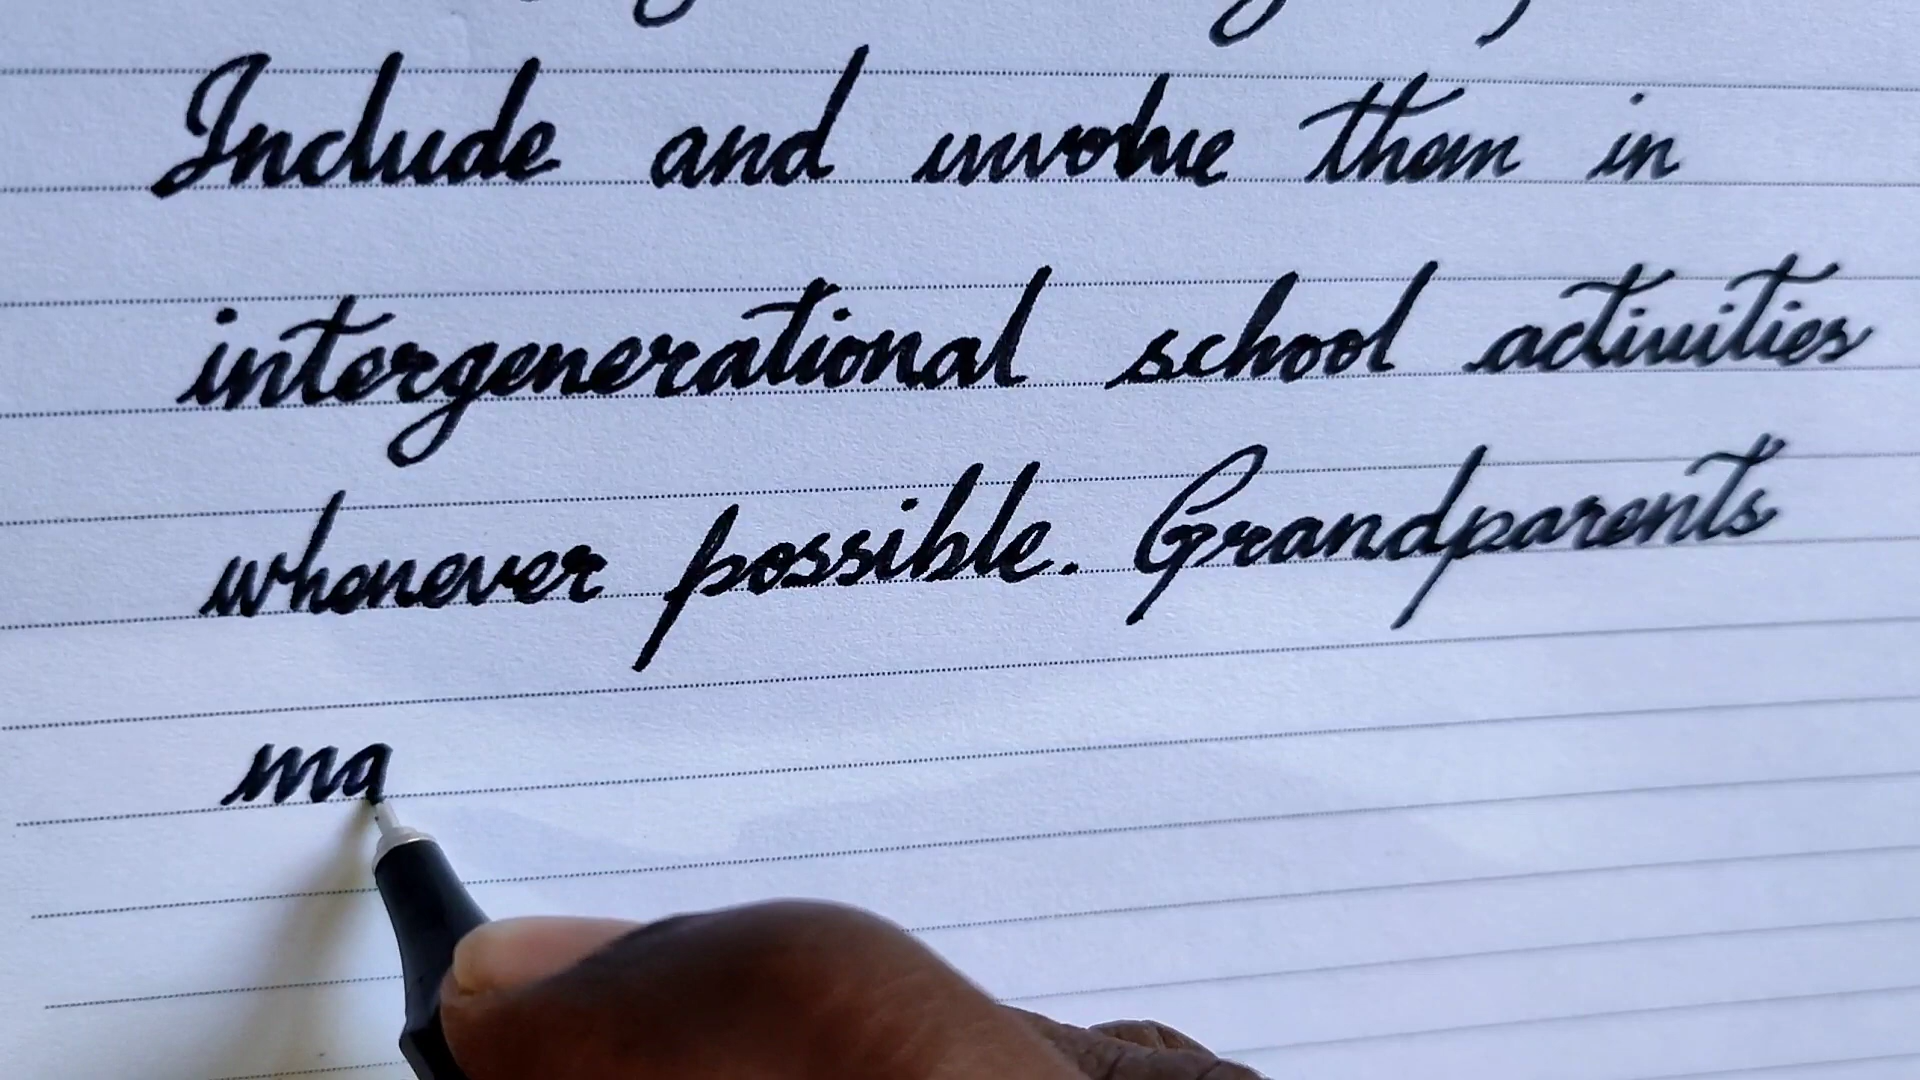 Include and involve them in
intergenerational school activities
whenever possible. Grandparents
ma